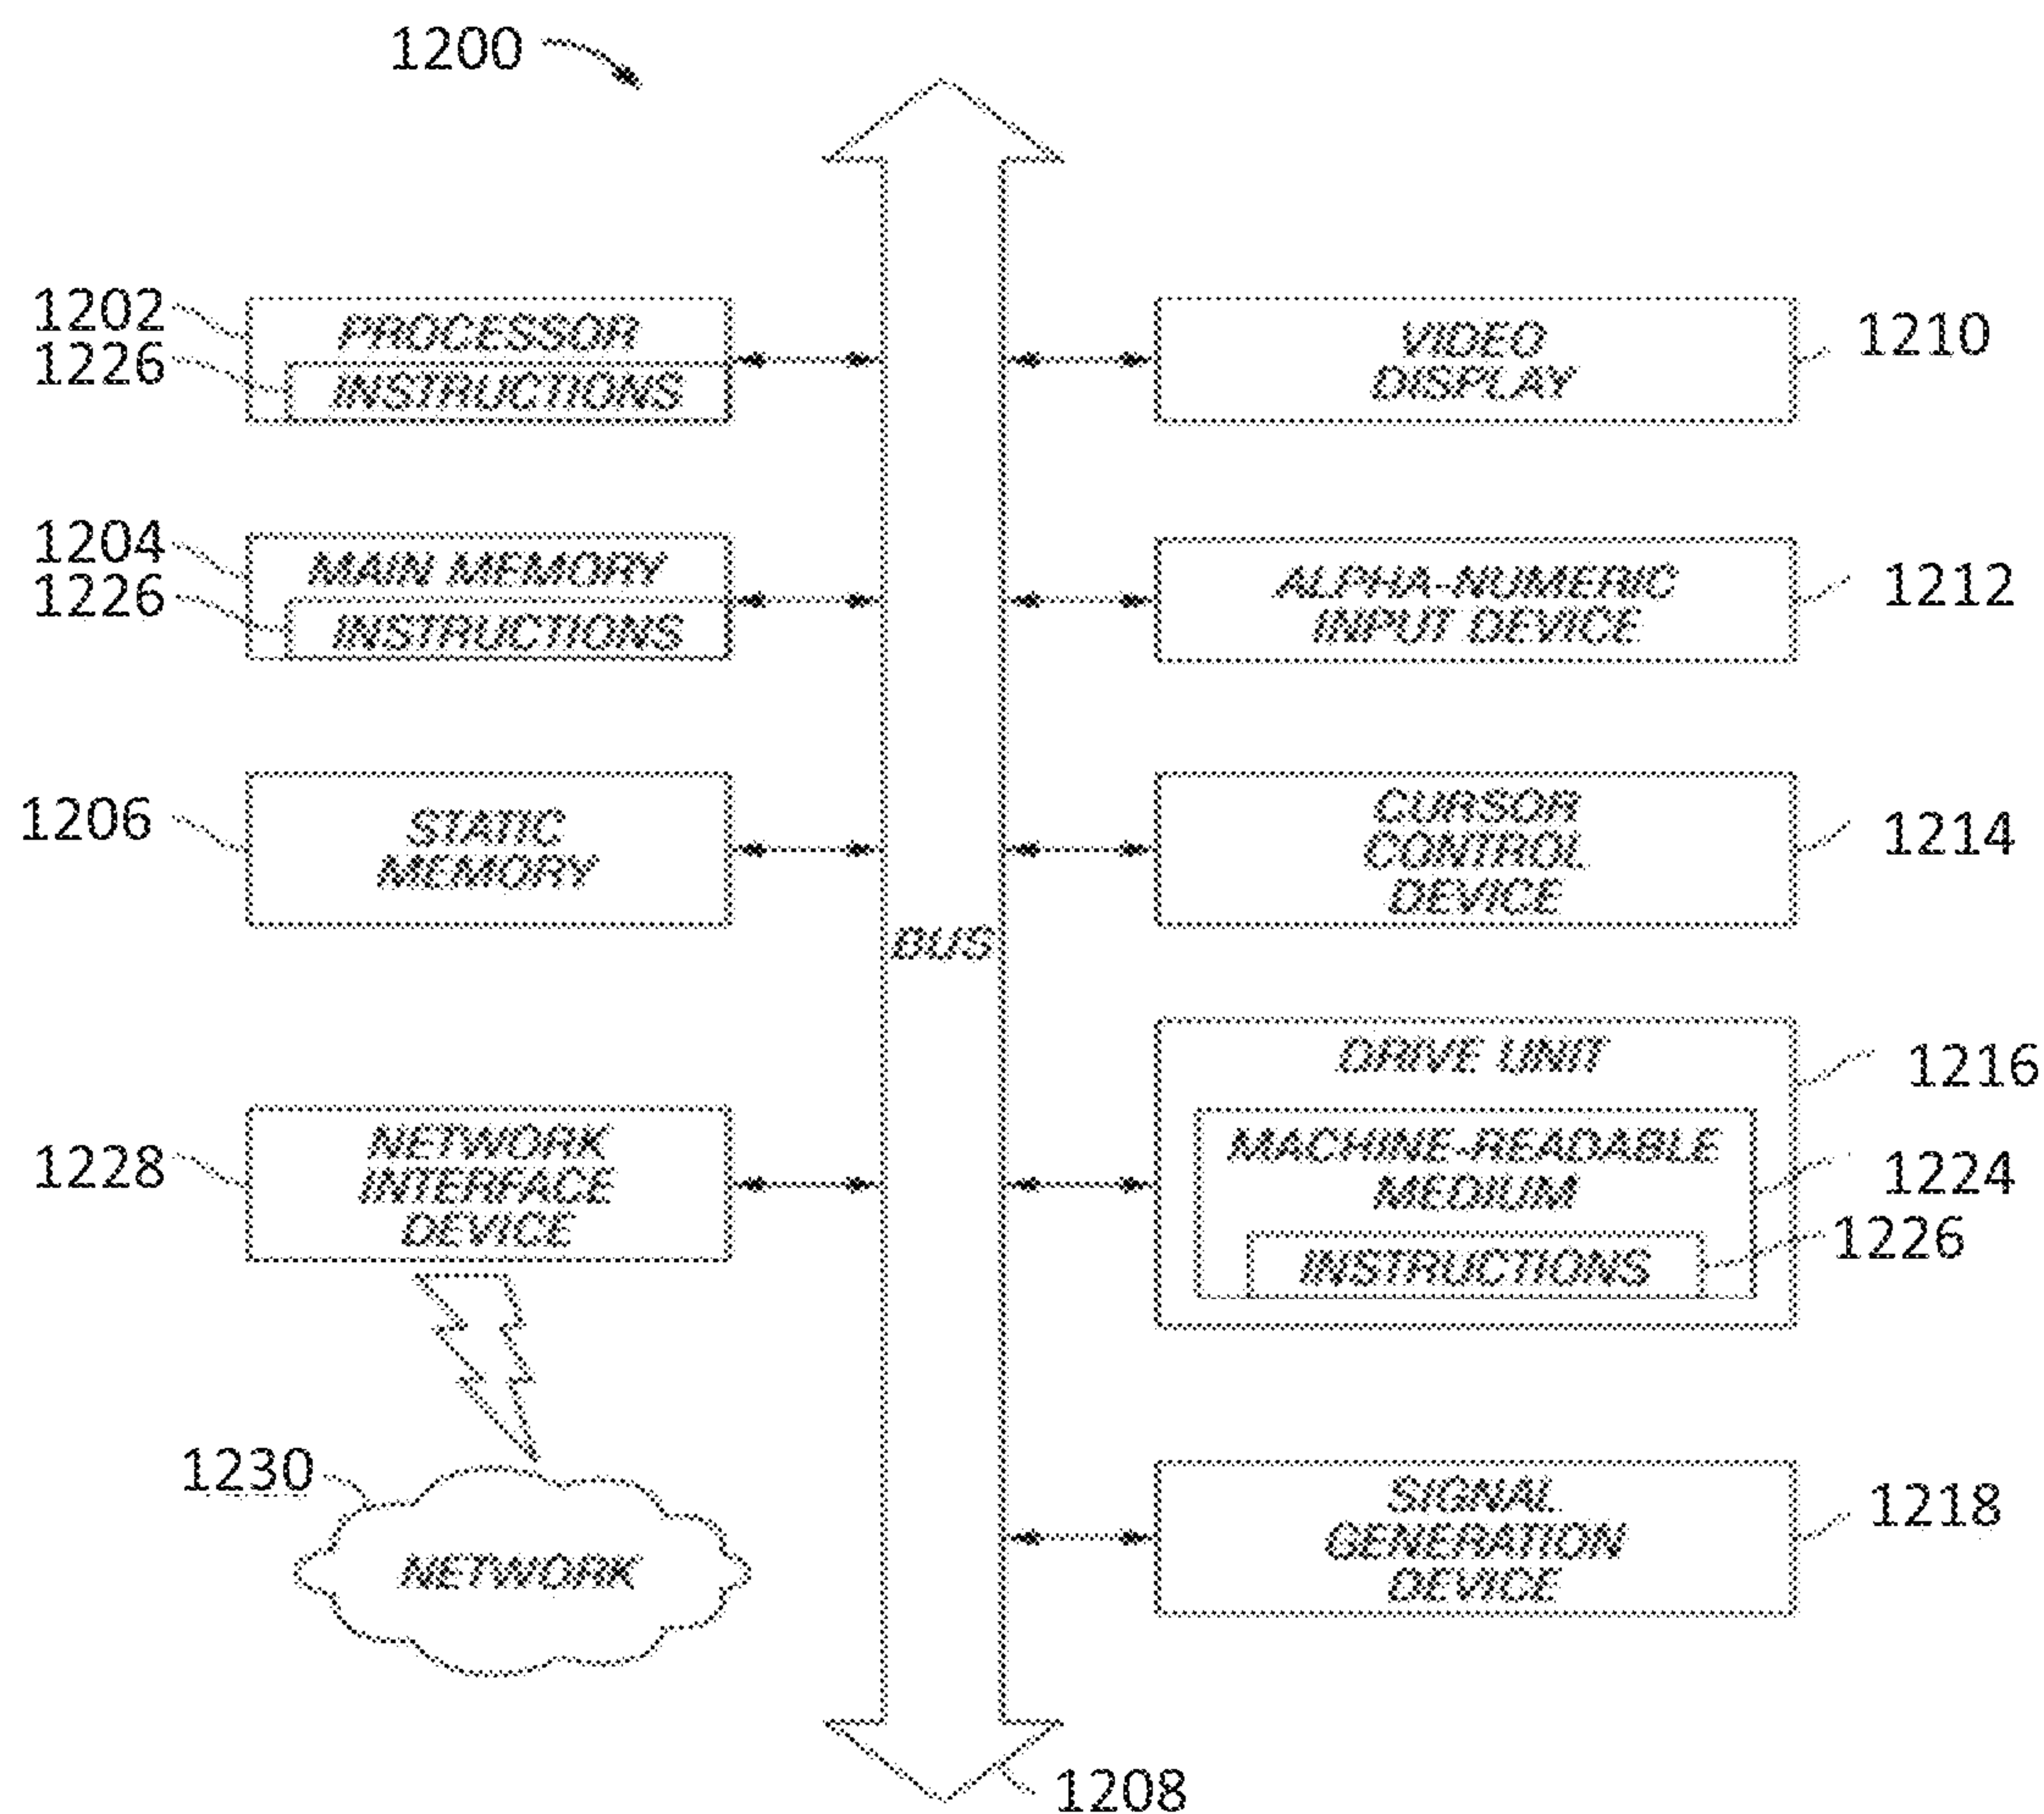 1200
1202
PROCESSOR
1226
INSTRUCTIONS
1204
MAIN MEMORY
1226
INSTRUCTIONS
1206
STATIC
MEMORY
1228
NETWORK
INTERFACE
DEVICE
1230
NETWORK
BUS
1208
VIDEO
DISPLAY
1210
ALPHA-NUMERIC
INPUT DEVICE
1212
CURSOR
CONTROL
DEVICE
1214
DRIVE UNIT
1216
MACHINE-READABLE
MEDIUM
1224
INSTRUCTIONS
1226
SIGNAL
GENERATION
DEVICE
1218